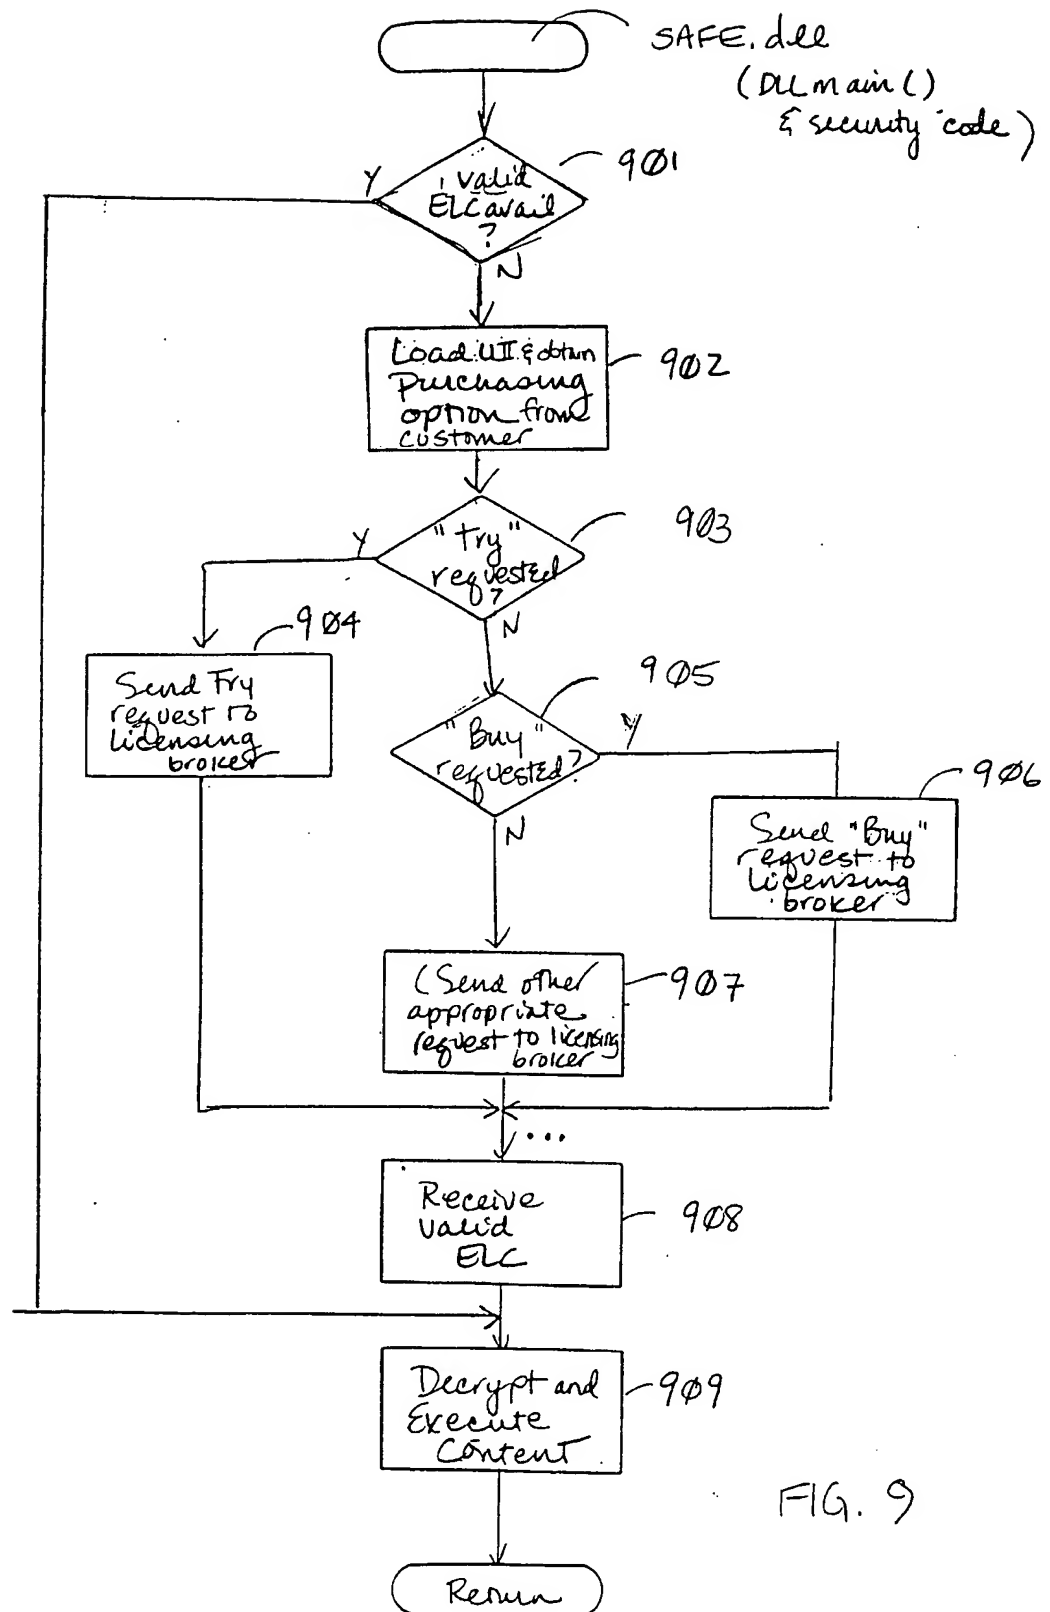 SAFE.dll
(DLLmain()
& security code)
901
Y
valid
ELC avail
?
N
Load UI & obtain
purchasing
option from
customer
902
"Try"
requested
?
903
Y
N
904
Send Try
request to
licensing
broker
905
"Buy"
requested?
Y
N
906
Send "Buy"
request to
licensing
broker
(Send other
appropriate
request to licensing
broker
907
...
Receive
valid
ELC
908
Decrypt and
Execute
Content
909
FIG. 9
Return